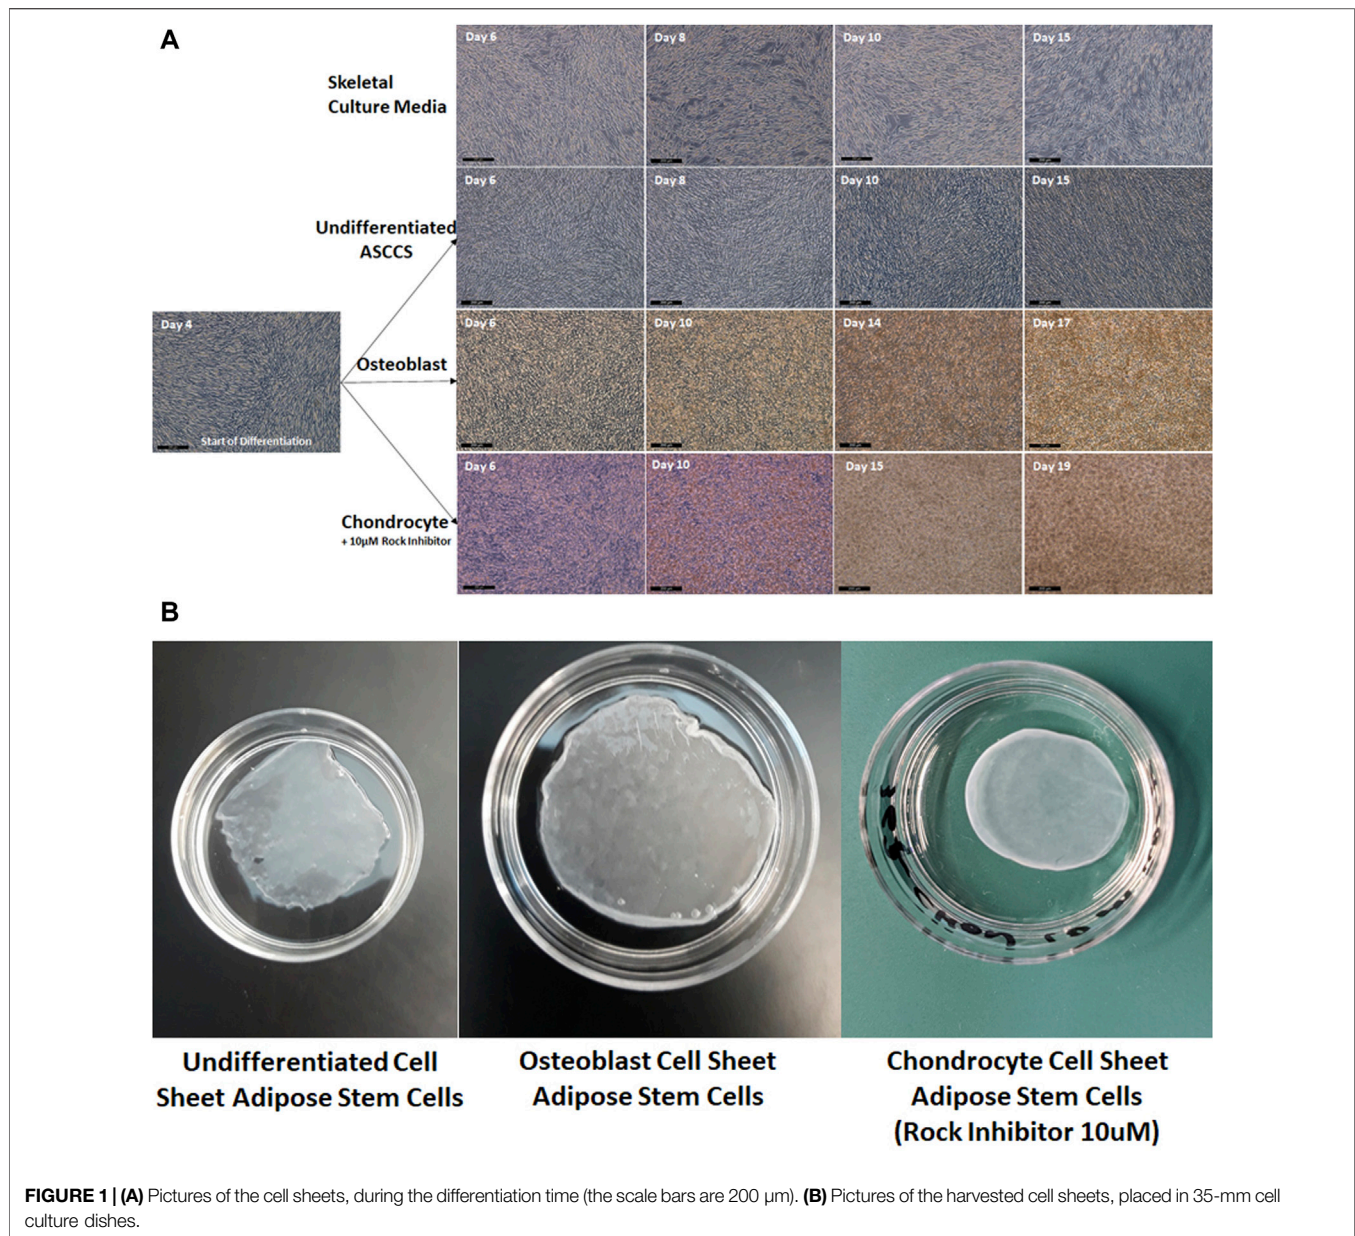 A
Skeletal
Culture Media
Day 6
Day 8
Day 10
Day 15
Undifferentiated
ASCCS
Day 6
Day 8
Day 10
Day 15
Day 4
Start of Differentiation
Osteoblast
Day 6
Day 10
Day 14
Day 17
Chondrocyte
+ 10µM Rock Inhibitor
Day 6
Day 10
Day 15
Day 19
B
Undifferentiated Cell
Sheet Adipose Stem Cells
Osteoblast Cell Sheet
Adipose Stem Cells
Chondrocyte Cell Sheet
Adipose Stem Cells
(Rock Inhibitor 10uM)
FIGURE 1 | (A) Pictures of the cell sheets, during the differentiation time (the scale bars are 200 µm). (B) Pictures of the harvested cell sheets, placed in 35-mm cell
culture dishes.